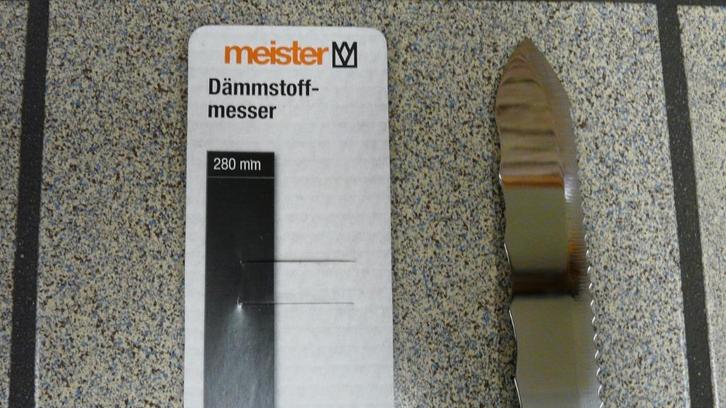 meister
Dämmstoff-
messer
280 mm